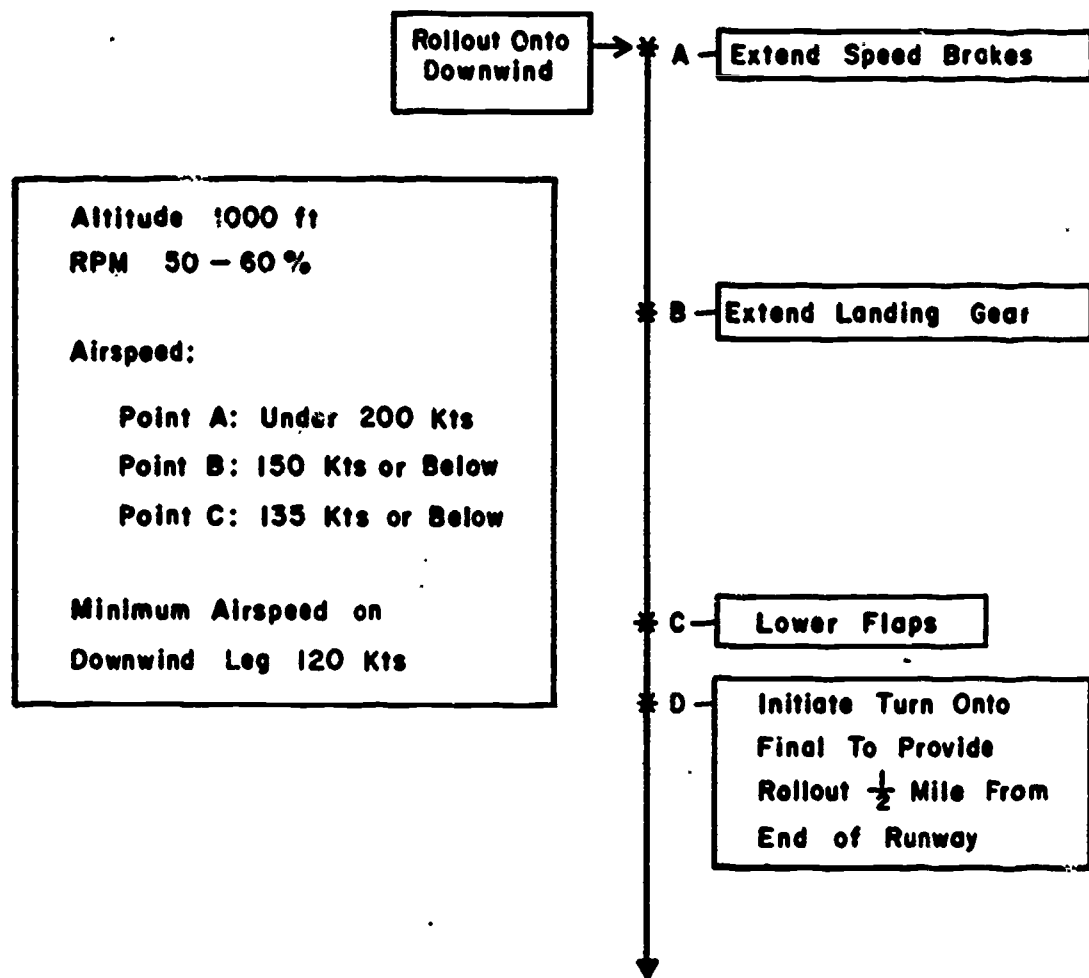 Rollout Onto
Downwind
A
Extend Speed Brakes
Altitude 1000 ft
RPM 50 - 60 %
Airspeed:
Point A: Under 200 Kts
Point B: 150 Kts or Below
Point C: 135 Kts or Below
Minimum Airspeed on
Downwind Leg 120 Kts
B
Extend Landing Gear
C
Lower Flaps
D
Initiate Turn Onto
Final To Provide
Rollout 1/2 Mile From
End of Runway